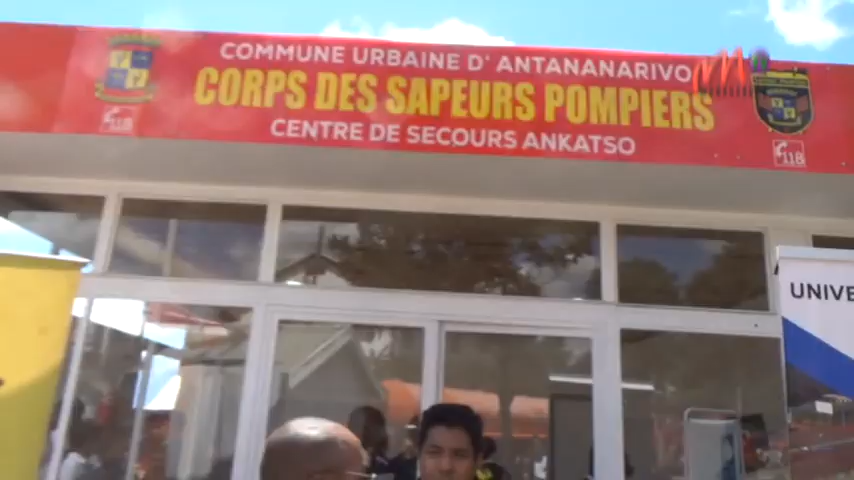 COMMUNE URBAINE D'ANTANANARIVO
CORPS DES SAPEURS POMPIERS
CENTRE DE SECOURS ANKATSO
118
118
UNIVE